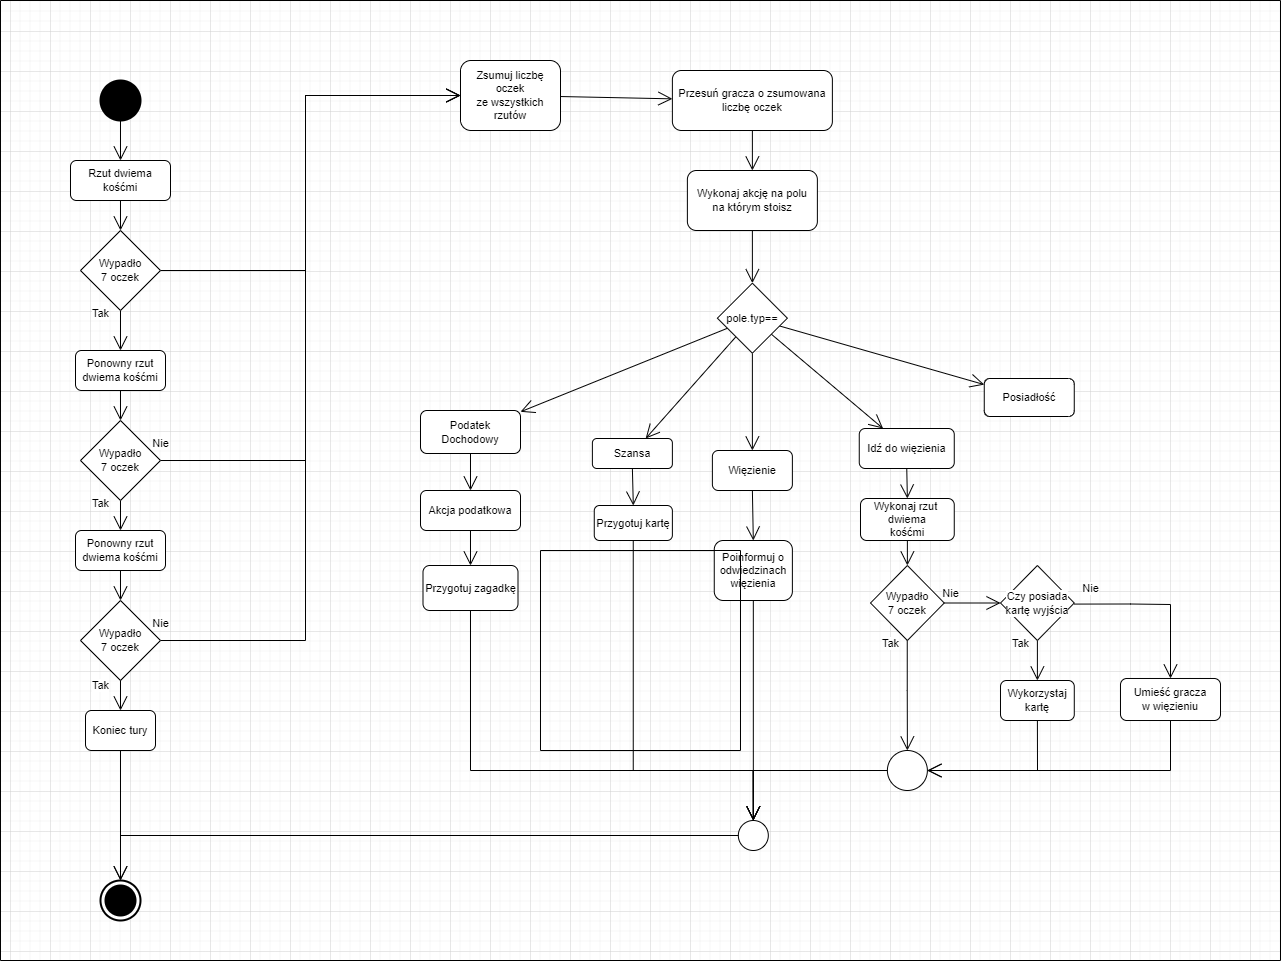 Rzut dwiema
kośćmi
Wypadło
7 oczek
Tak
Ponowny rzut
dwiema kośćmi
Wypadło
7 oczek
Nie
Tak
Ponowny rzut
dwiema kośćmi
Wypadło
7 oczek
Nie
Tak
Koniec tury
Zsumuj liczbę
oczek
ze wszystkich
rzutów
Przesuń gracza o zsumowana
liczbę oczek
Wykonaj akcję na polu
na którym stoisz
pole.typ==
Podatek
Dochodowy
Akcja podatkowa
Przygotuj zagadkę
Szansa
Przygotuj kartę
Więzienie
Poinformuj o
odwiedzinach
więzienia
Idź do więzienia
Wykonaj rzut
dwiema
kośćmi
Wypadło
7 oczek
Nie
Tak
Czy posiada
kartę wyjścia
Nie
Tak
Wykorzystaj
kartę
Umieść gracza
w więzieniu
Posiadłość